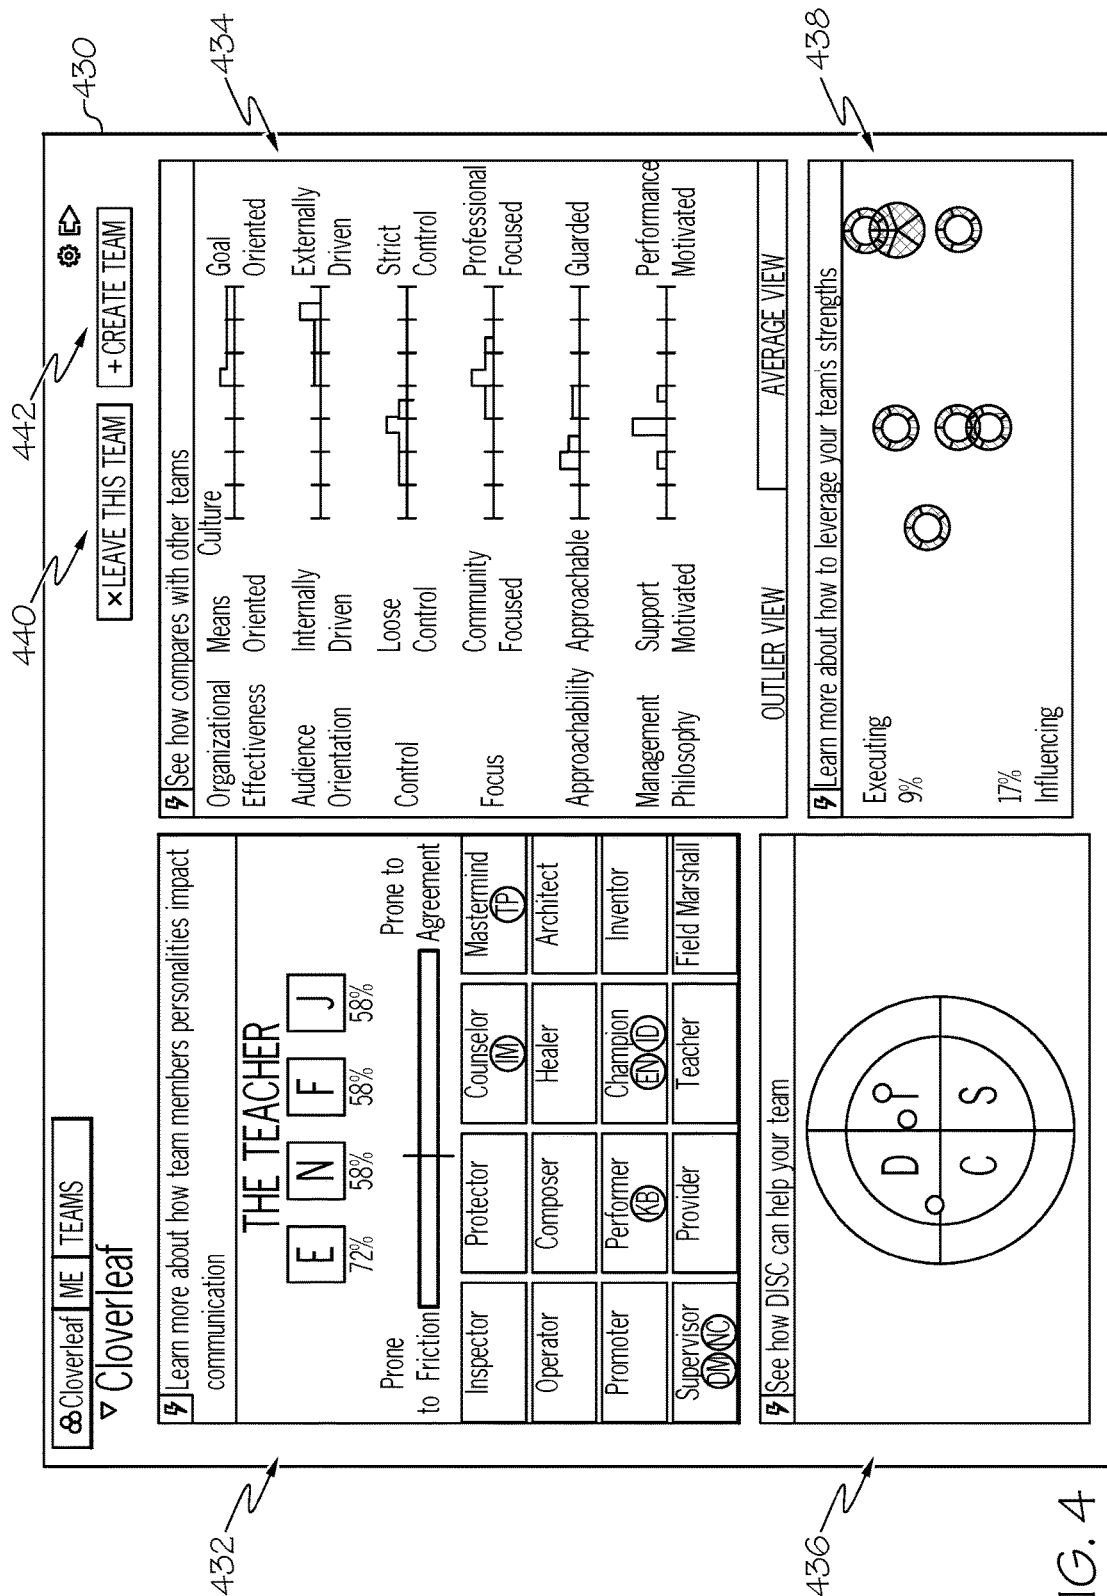 440
442
430
Cloverleaf ME TEAMS
▽ Cloverleaf
×LEAVE THIS TEAM
+CREATE TEAM
432
Learn more about how team members personalities impact
communication
THE TEACHER
E N F J
72% 58% 58% 58%
Prone
to Friction
Prone to
Agreement
Inspector Protector Counselor Mastermind
IM TP
Operator Composer Healer Architect
Promoter Performer Champion Inventor
KB EN ID
Supervisor Provider Teacher Field Marshall
DM NC
434
See how compares with other teams
Culture
Organizational Means Goal
Effectiveness Oriented Oriented
Audience Internally Externally
Orientation Driven Driven
Control Loose Strict
Control Control
Focus Community Professional
Focused Focused
Approachability Approachable Guarded
Management Support Performance
Philosophy Motivated Motivated
OUTLIER VIEW AVERAGE VIEW
436
See how DISC can help your team
D i
C S
438
Learn more about how to leverage your team's strengths
Executing
9%
17%
Influencing
IG. 4